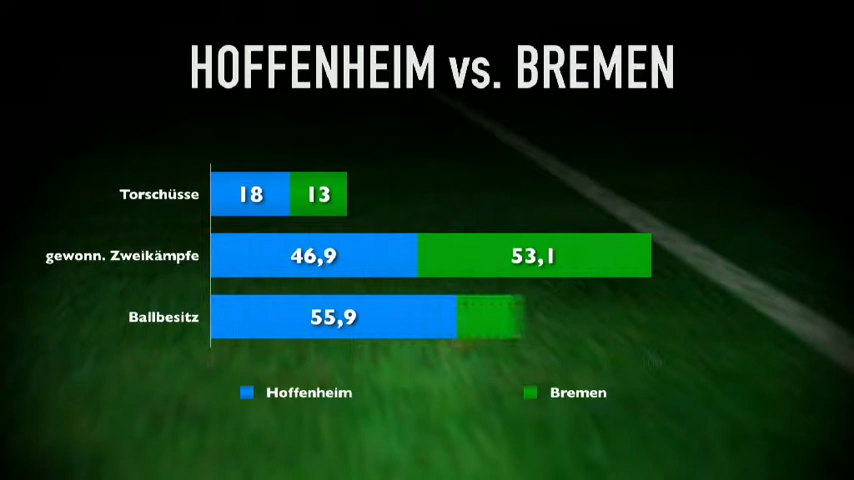 HOFFENHEIM vs. BREMEN
Torschüsse 18 13
gewonn. Zweikämpfe 46,9 53,1
Ballbesitz 55,9
Hoffenheim Bremen